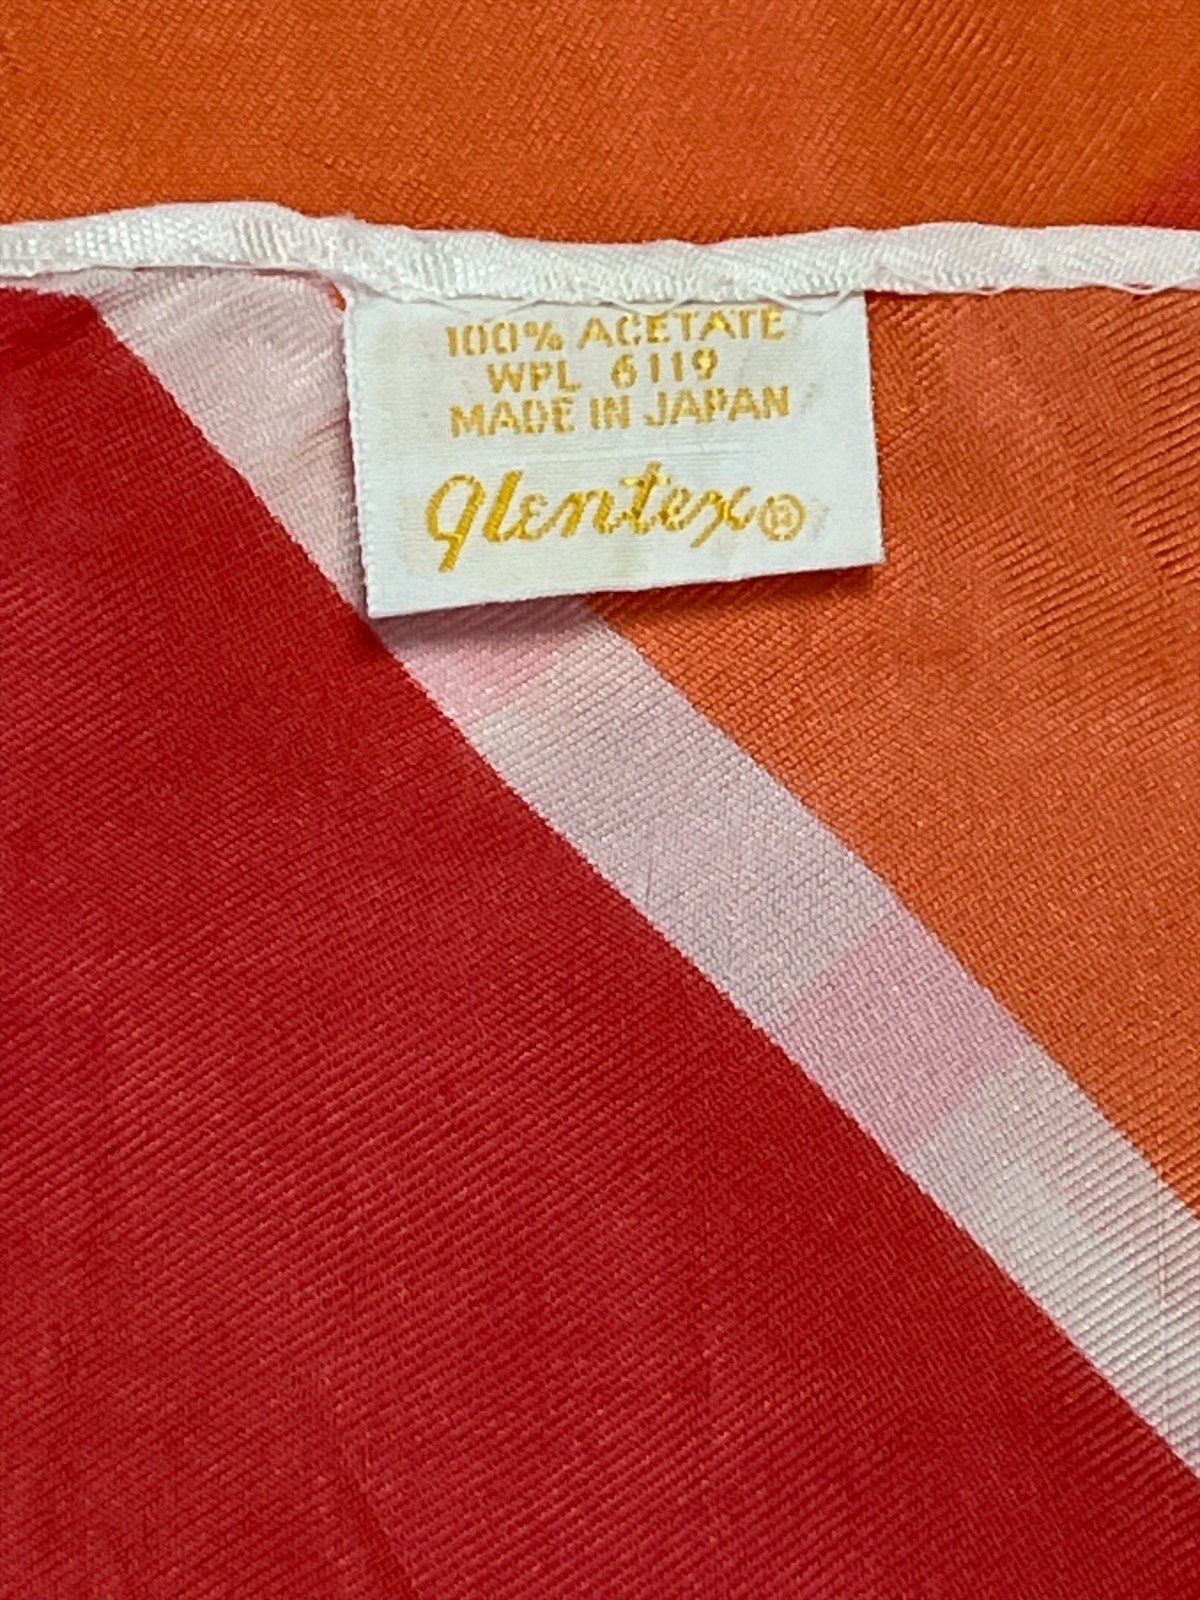 100% ACETATE
WPL 6119
MADE IN JAPAN
glentex®